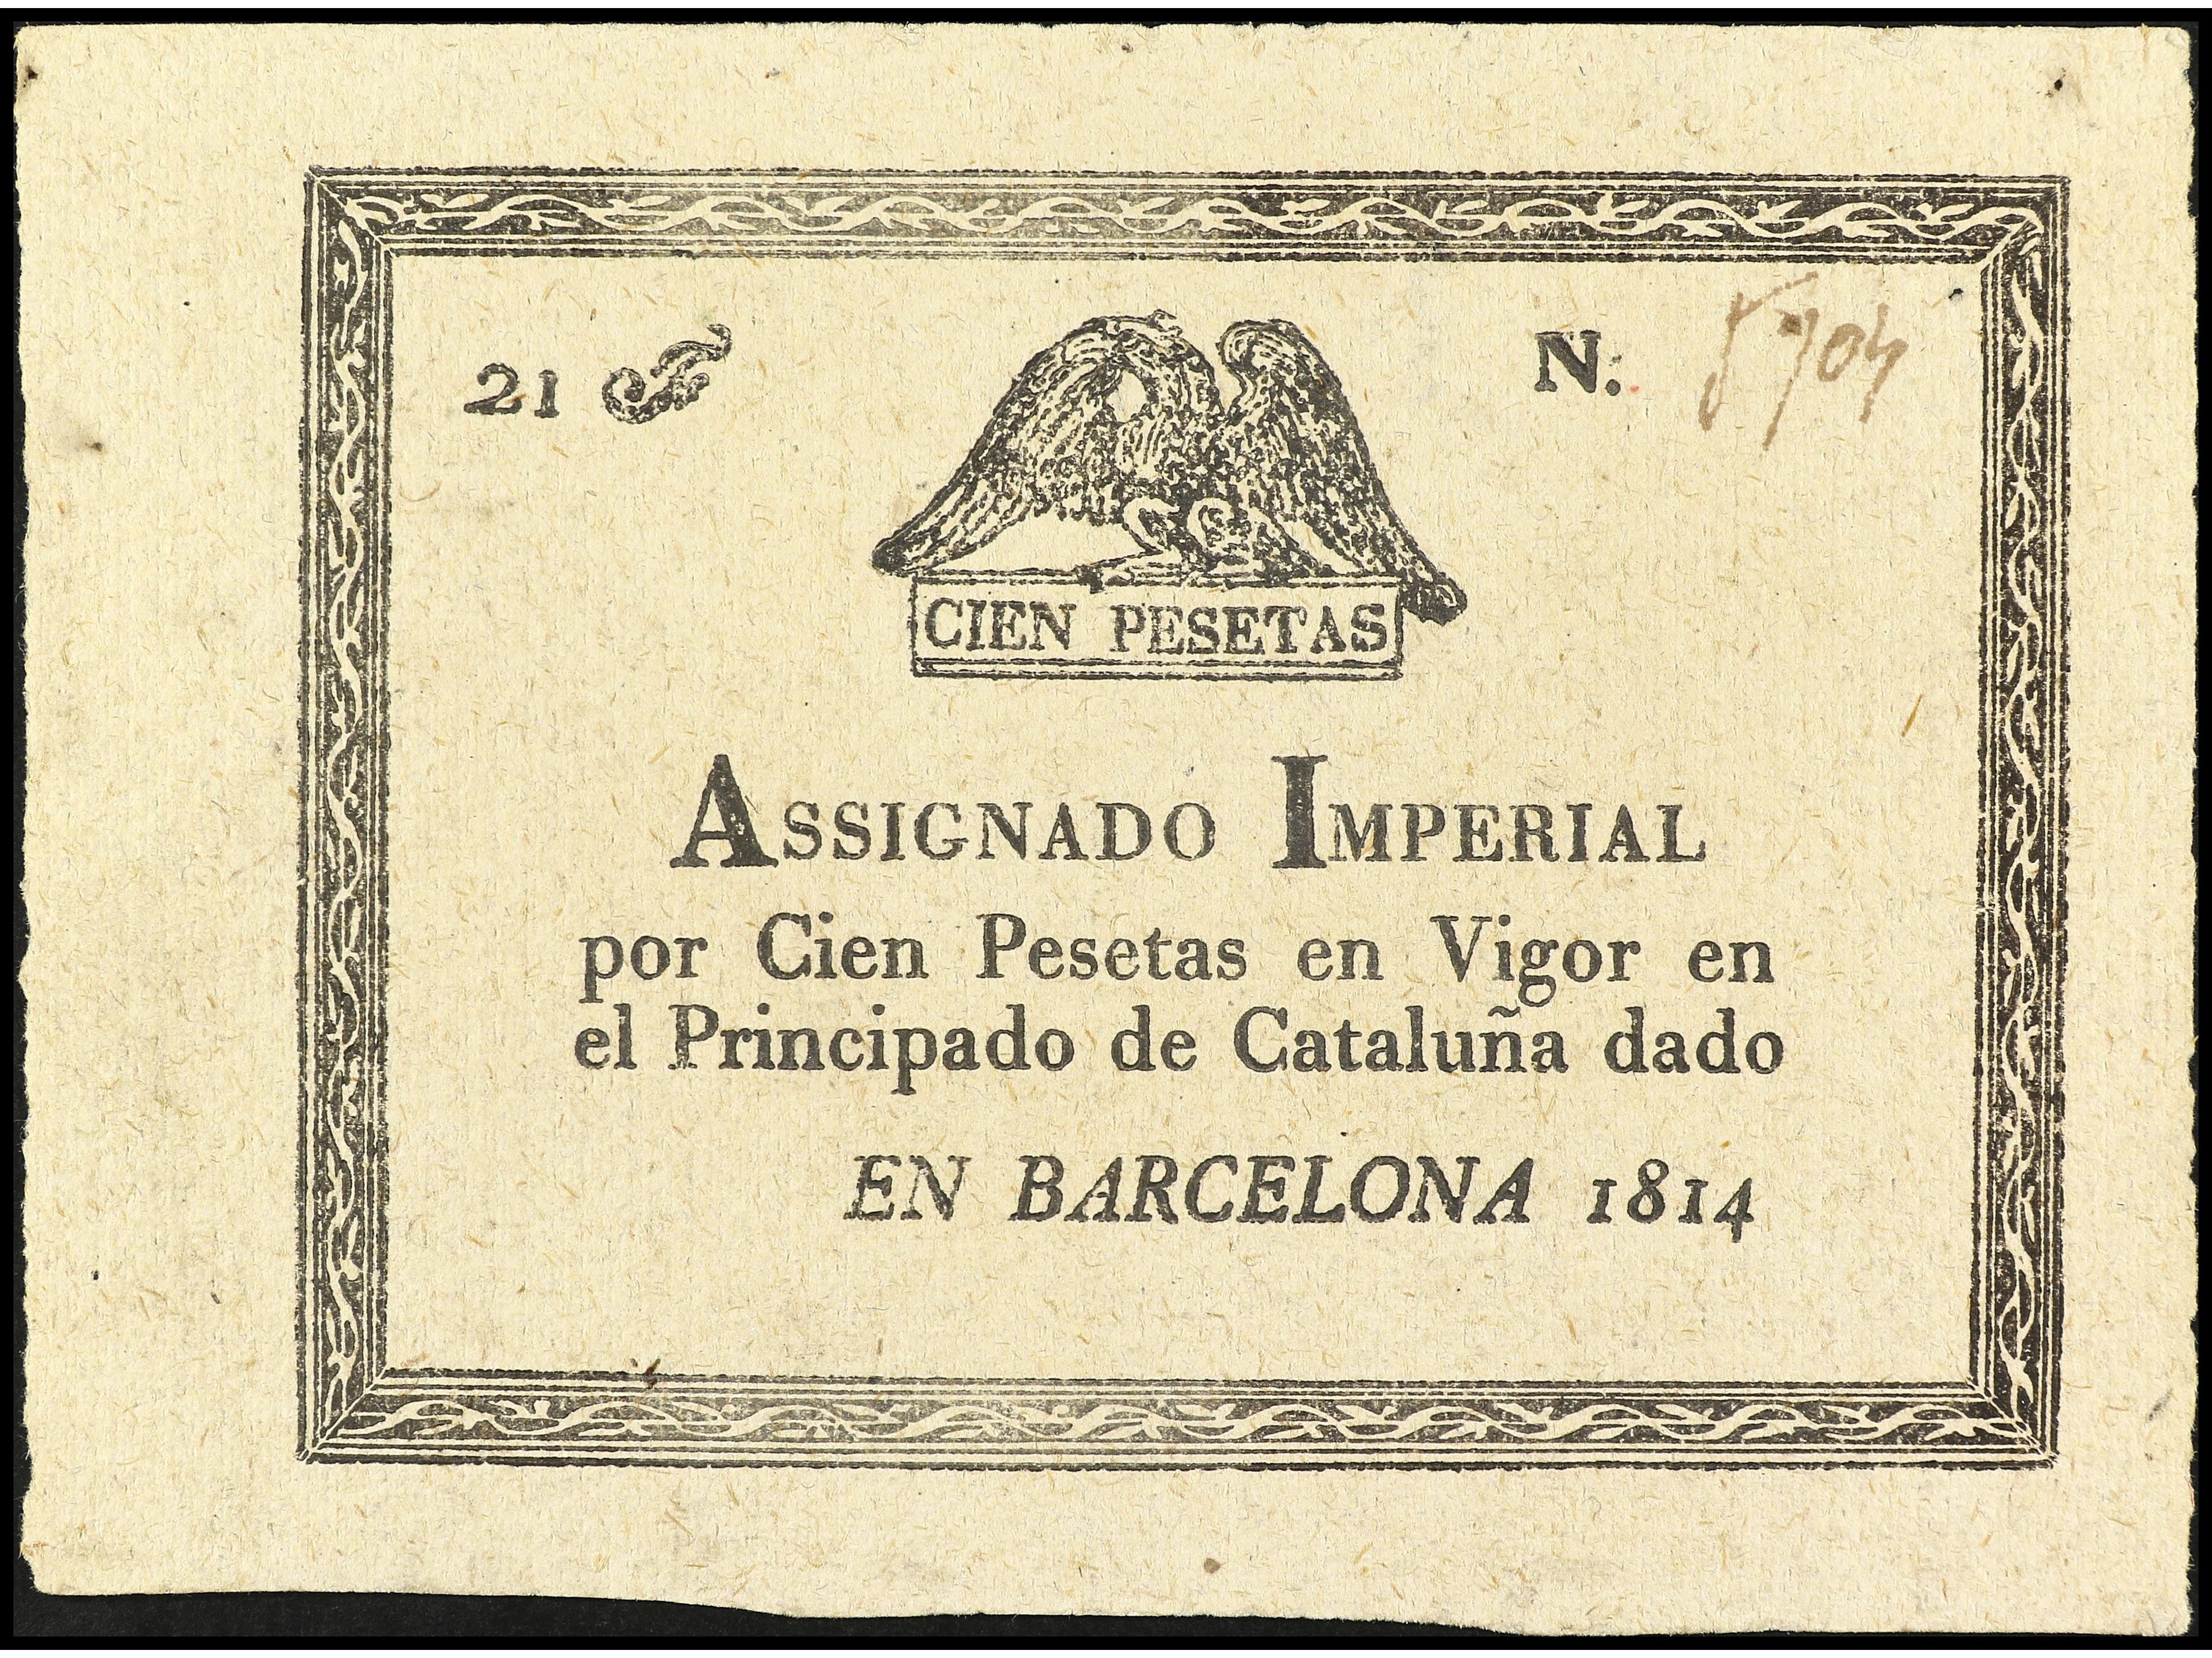 21 F N: 5704
CIEN PESETAS
ASSIGNADO IMPERIAL
por Cien Pesetas en Vigor en
el Principado de Cataluña dado
EN BARCELONA 1814